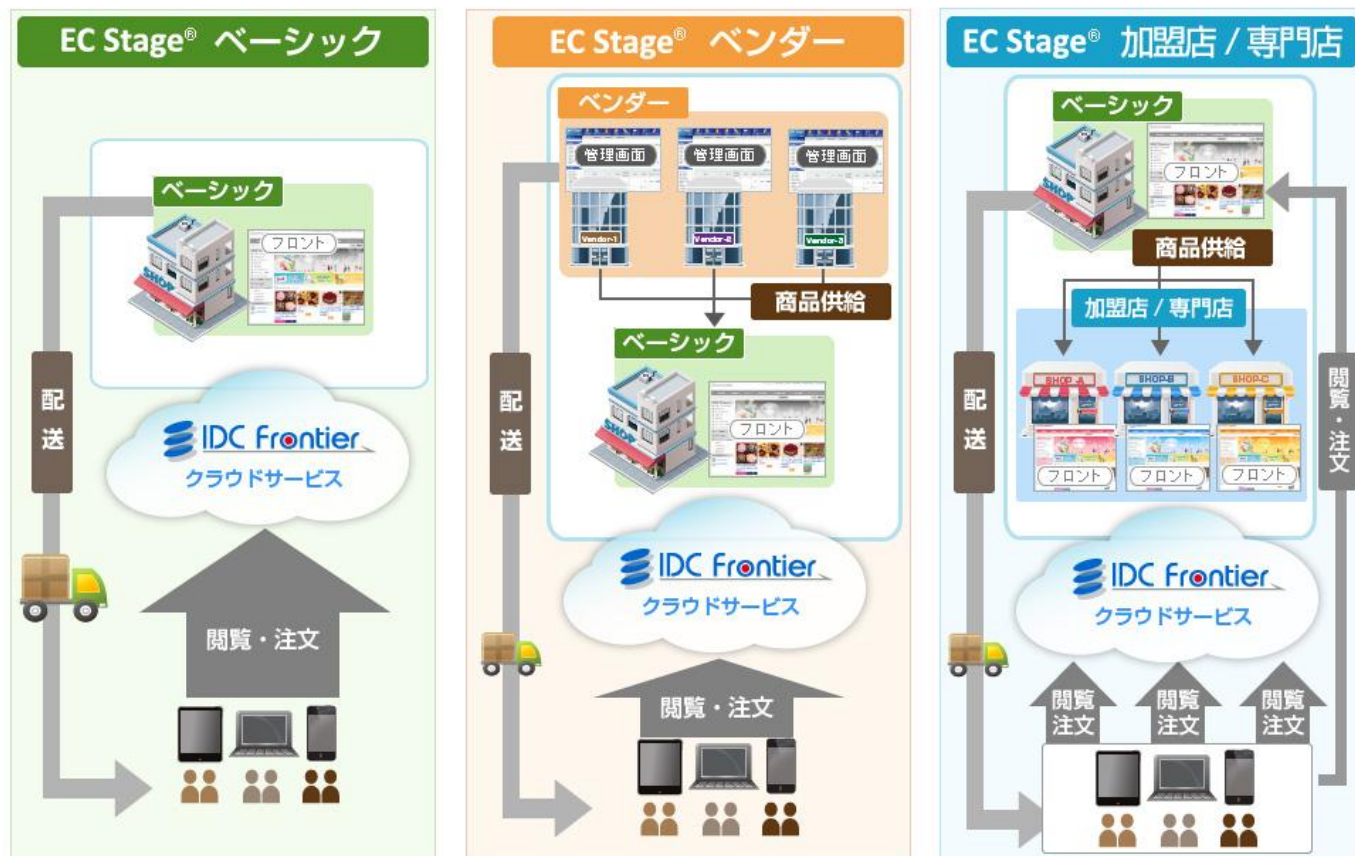 EC Stage® ベーシック
ベーシック
フロント
SHOP
配送
IDC Frontier
クラウドサービス
閲覧・注文
EC Stage® ベンダー
ベンダー
管理画面
管理画面
管理画面
Vendor-1
Vendor-2
Vendor-3
商品供給
ベーシック
フロント
SHOP
配送
IDC Frontier
クラウドサービス
閲覧・注文
EC Stage® 加盟店 / 専門店
ベーシック
フロント
SHOP
商品供給
加盟店 / 専門店
SHOP-A
SHOP-B
SHOP-C
フロント
フロント
フロント
配送
閲覧・注文
IDC Frontier
クラウドサービス
閲覧
注文
閲覧
注文
閲覧
注文